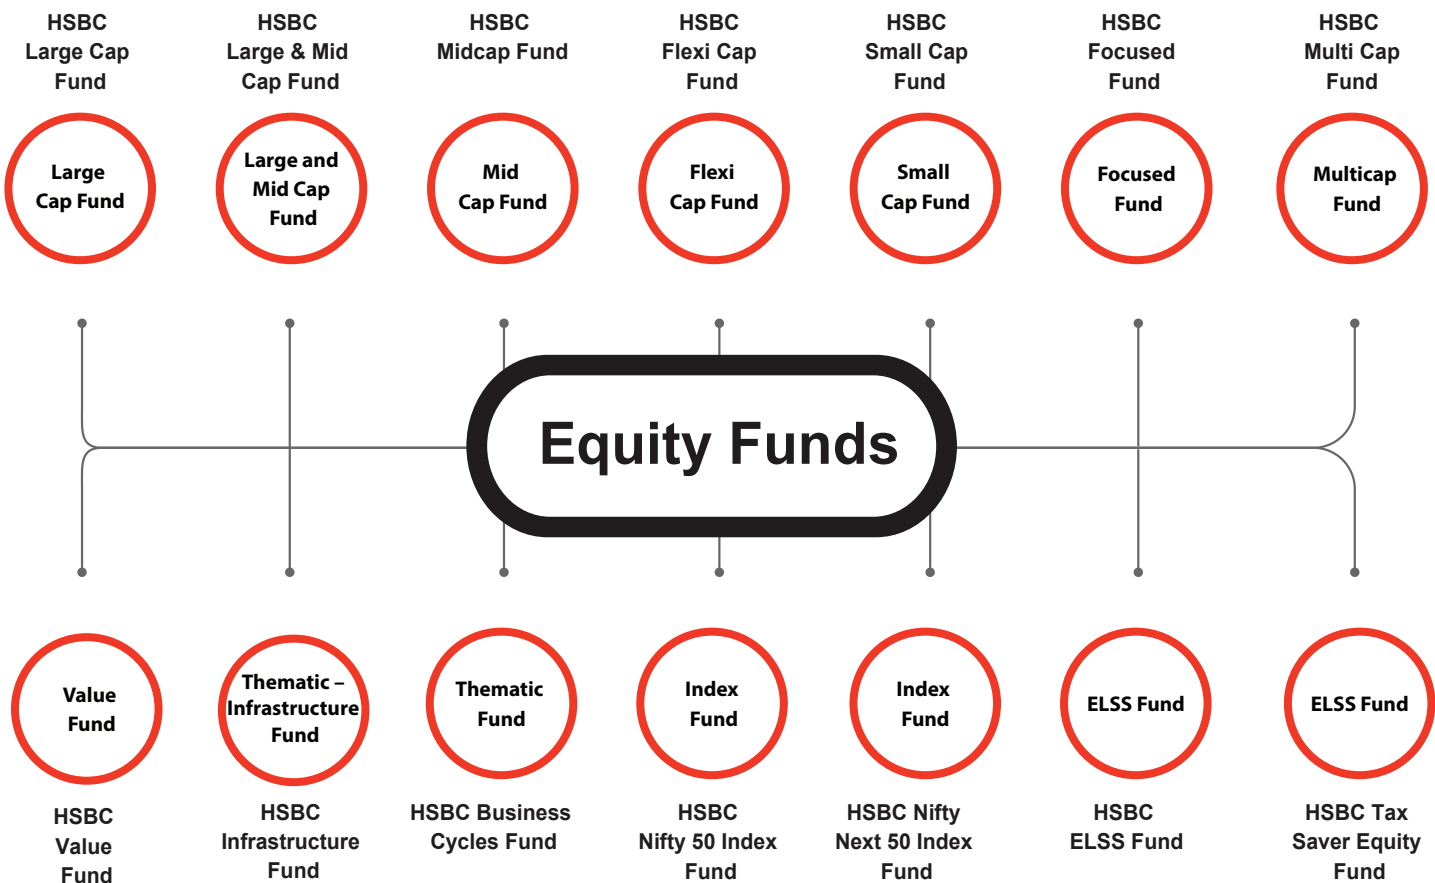 HSBC
Large Cap
Fund
HSBC
Large & Mid
Cap Fund
HSBC
Midcap Fund
HSBC
Flexi Cap
Fund
HSBC
Small Cap
Fund
HSBC
Focused
Fund
HSBC
Multi Cap
Fund
Large
Cap Fund
Large and
Mid Cap
Fund
Mid
Cap Fund
Flexi
Cap Fund
Small
Cap Fund
Focused
Fund
Multicap
Fund
Equity Funds
Value
Fund
Thematic –
Infrastructure
Fund
Thematic
Fund
Index
Fund
Index
Fund
ELSS Fund
ELSS Fund
HSBC
Value
Fund
HSBC
Infrastructure
Fund
HSBC Business
Cycles Fund
HSBC
Nifty 50 Index
Fund
HSBC Nifty
Next 50 Index
Fund
HSBC
ELSS Fund
HSBC Tax
Saver Equity
Fund